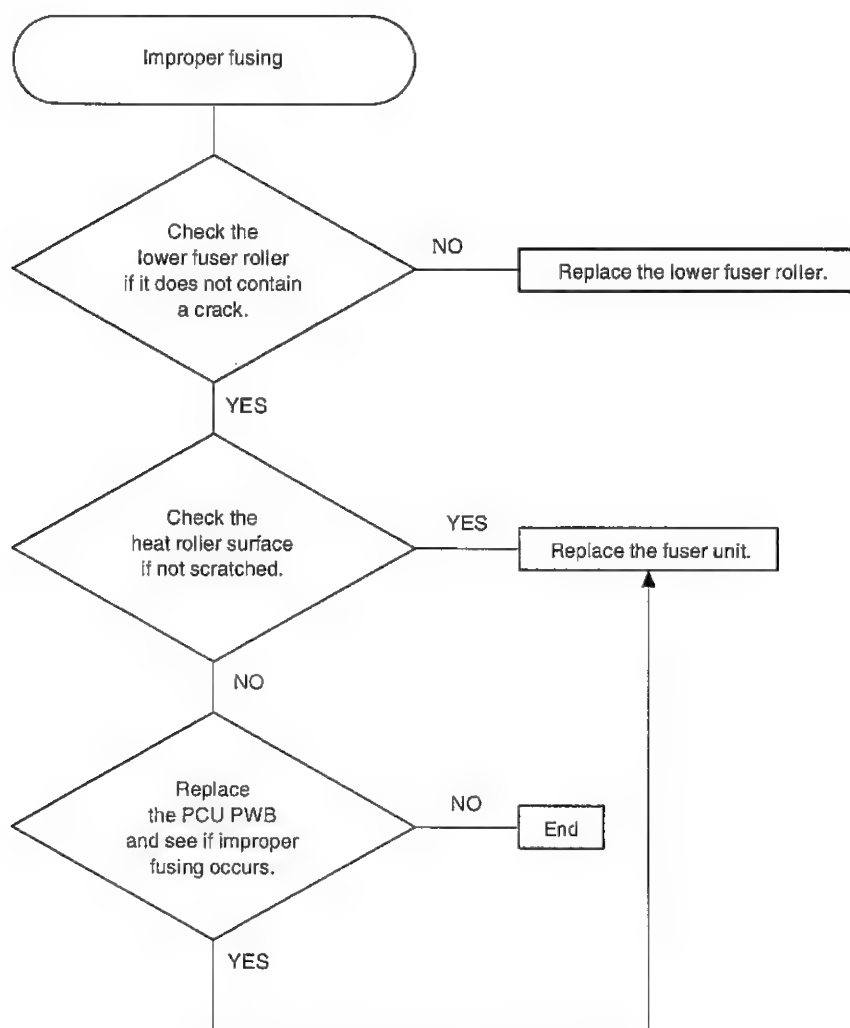 Improper fusing
Check the
lower fuser roller
if it does not contain
a crack.
NO
Replace the lower fuser roller.
YES
Check the
heat roller surface
if not scratched.
YES
Replace the fuser unit.
NO
Replace
the PCU PWB
and see if improper
fusing occurs.
NO
End
YES